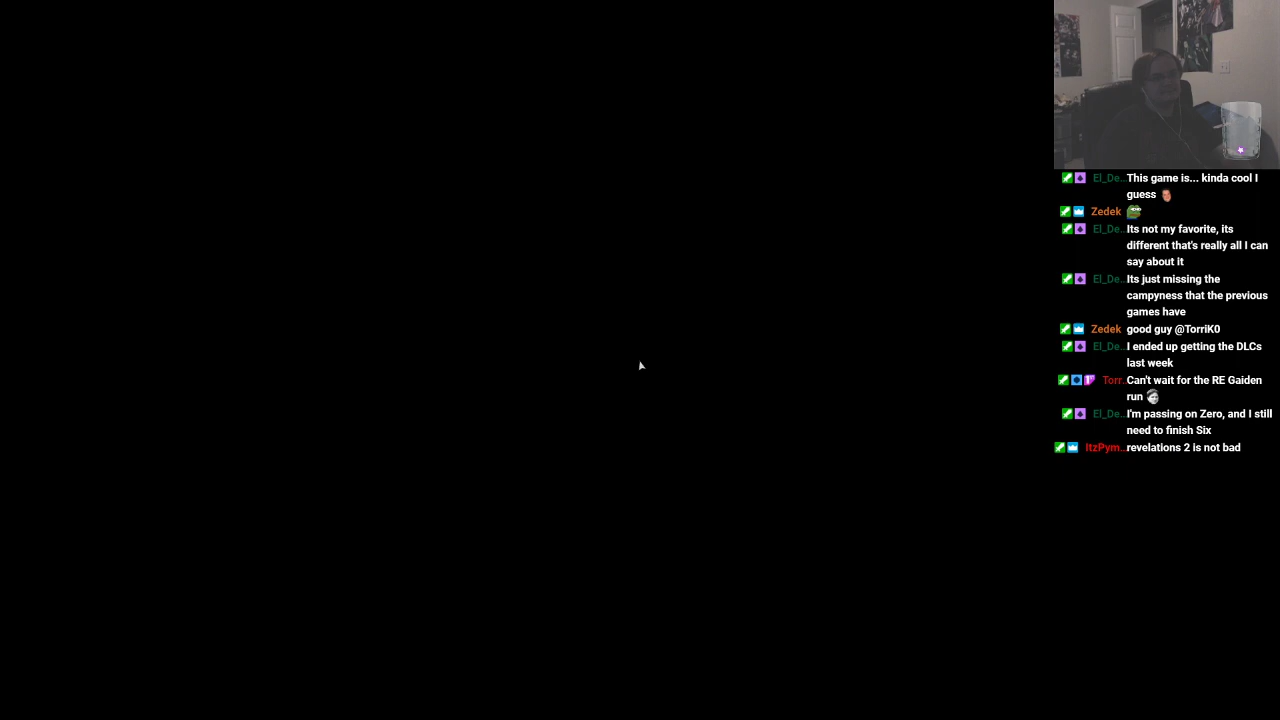 El_De.. This game is... kinda cool I
guess
Zedek
El_De.. Its not my favorite, its
different that's really all I can
say about it
El_De.. Its just missing the
campyness that the previous
games have
Zedek good guy @TorriK0
El_De.. I ended up getting the DLCs
last week
Torr.. Can't wait for the RE Gaiden
run
El_De.. I'm passing on Zero, and I still
need to finish Six
ItzPym.. revelations 2 is not bad